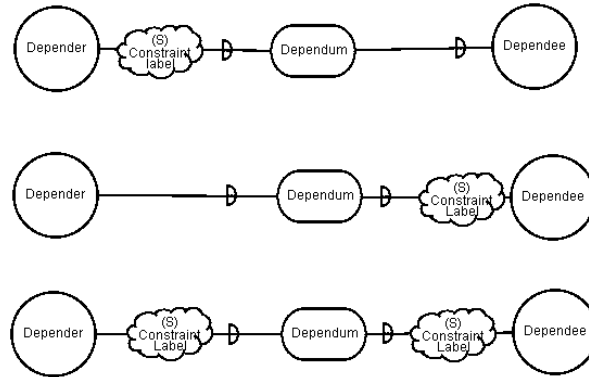 Depender
(S)
Constraint
label
Dependum
Dependee
Depender
Dependum
(S)
Constraint
Label
Dependee
Depender
(S)
Constraint
Label
Dependum
(S)
Constraint
Label
Dependee